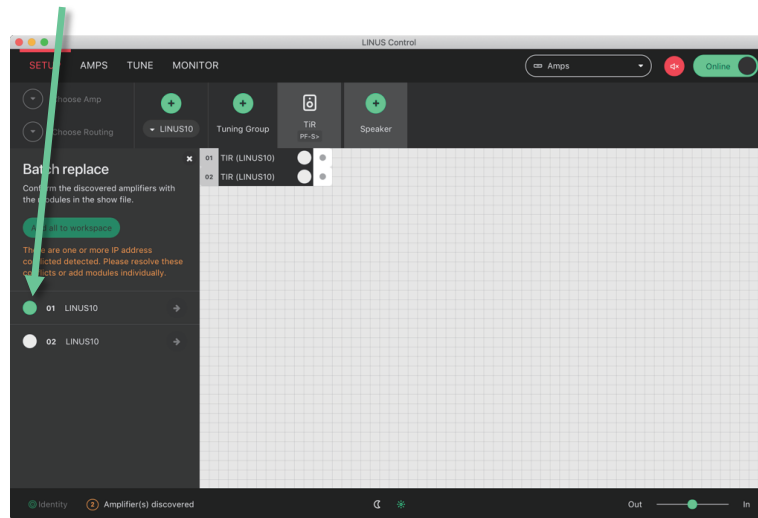 LINUS Control
SETUP AMPS TUNE MONITOR
Amps
Online
Choose Amp
Choose Routing
LINUS10
Tuning Group
TiR
PF-S>
Speaker
Batch replace
Confirm the discovered amplifiers with
the modules in the show file.
Add all to workspace
There are one or more IP address
conflicted detected. Please resolve these
conflicts or add modules individually.
01 LINUS10
02 LINUS10
01 TIR (LINUS10)
02 TIR (LINUS10)
Identity
2 Amplifier(s) discovered
Out
In